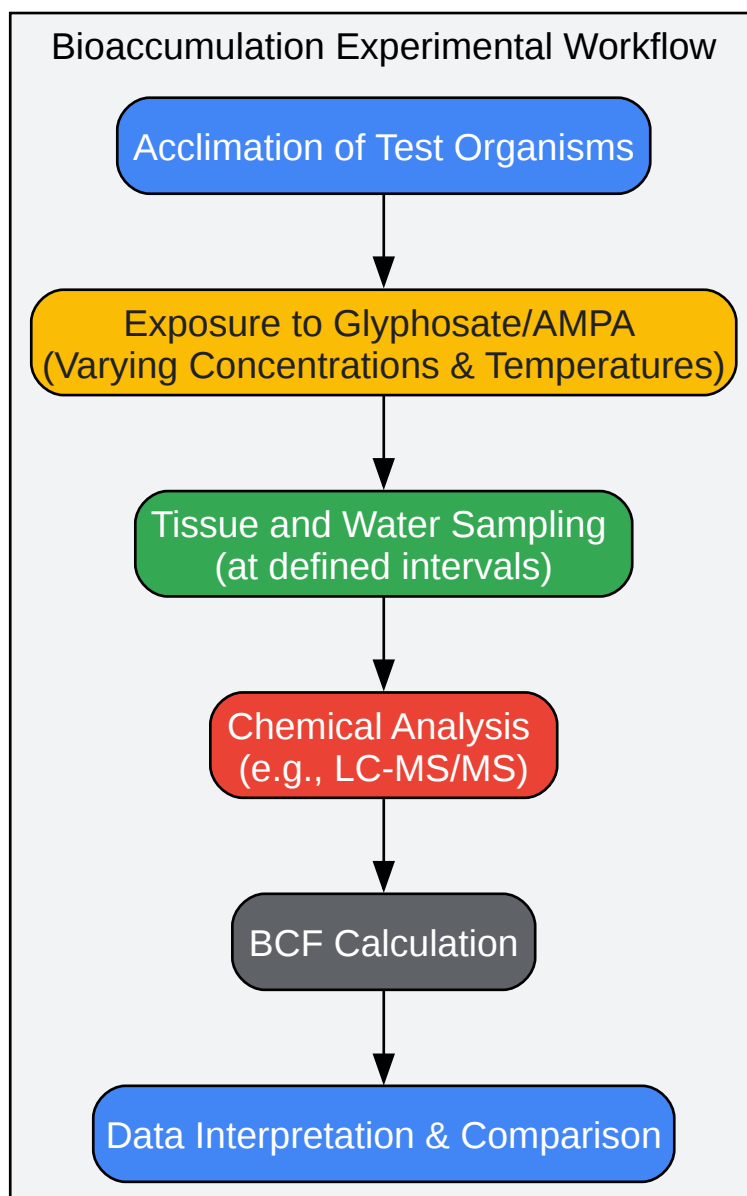 Bioaccumulation Experimental Workflow
Acclimation of Test Organisms
Exposure to Glyphosate/AMPA
(Varying Concentrations & Temperatures)
Tissue and Water Sampling
(at defined intervals)
Chemical Analysis
(e.g., LC-MS/MS)
BCF Calculation
Data Interpretation & Comparison